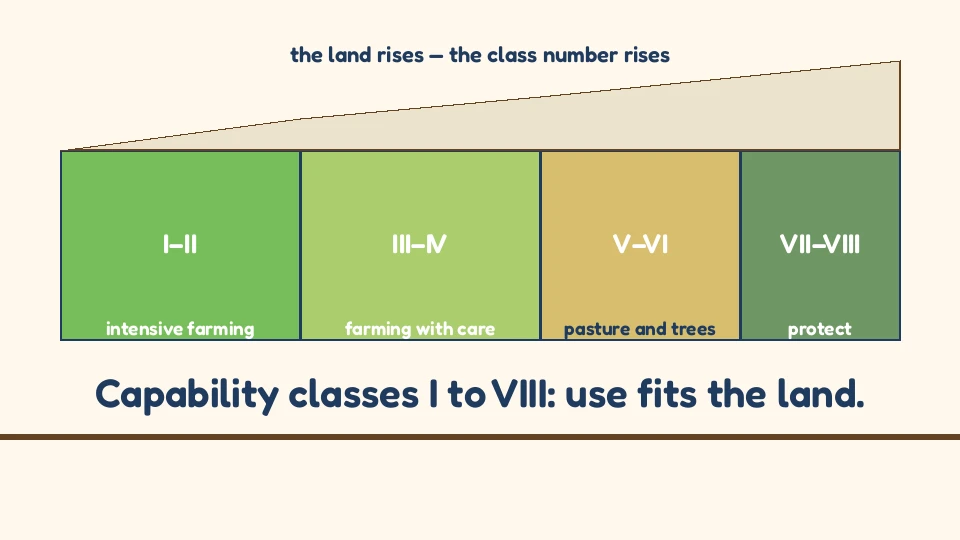 the land rises — the class number rises
I–II
III–IV
V–VI
VII–VIII
intensive farming
farming with care
pasture and trees
protect
Capability classes I to VIII: use fits the land.